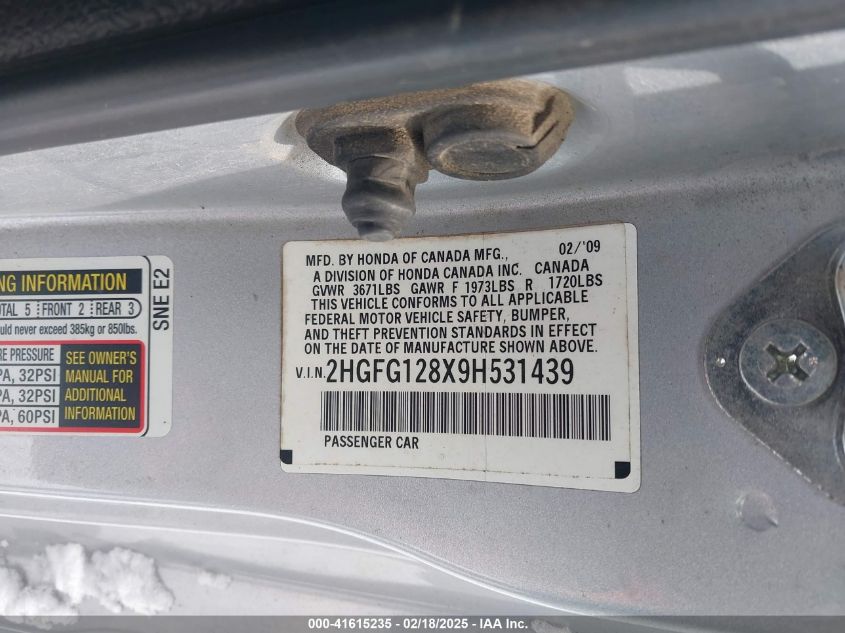 MFD. BY HONDA OF CANADA MFG., 02/'09
A DIVISION OF HONDA CANADA INC. CANADA
GVWR 3671LBS GAWR F 1973LBS R 1720LBS
THIS VEHICLE CONFORMS TO ALL APPLICABLE
FEDERAL MOTOR VEHICLE SAFETY, BUMPER,
AND THEFT PREVENTION STANDARDS IN EFFECT
ON THE DATE OF MANUFACTURE SHOWN ABOVE.
V.I.N. 2HGFG128X9H531439
PASSENGER CAR
NG INFORMATION
OTAL 5 FRONT 2 REAR 3
ould never exceed 385kg or 850lbs.
RE PRESSURE
PA, 32PSI
PA, 32PSI
PA, 60PSI
SEE OWNER'S
MANUAL FOR
ADDITIONAL
INFORMATION
SNE E2
000-41615235 - 02/18/2025 - IAA Inc.